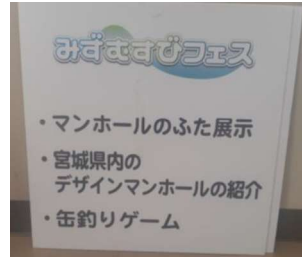 みずむすびフェス
・マンホールのふた展示
・宮城県内の
デザインマンホールの紹介
・缶釣りゲーム